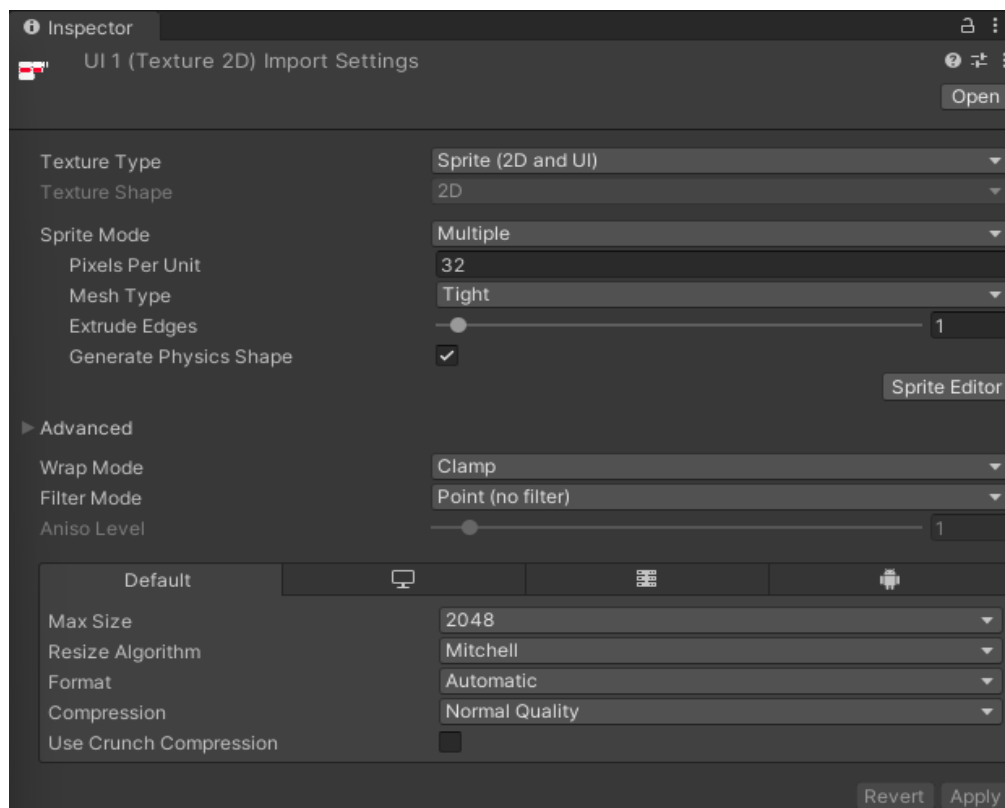 Inspector
UI 1 (Texture 2D) Import Settings
Open
Texture Type Sprite (2D and UI)
Texture Shape 2D
Sprite Mode Multiple
Pixels Per Unit 32
Mesh Type Tight
Extrude Edges 1
Generate Physics Shape
Sprite Editor
Advanced
Wrap Mode Clamp
Filter Mode Point (no filter)
Aniso Level 1
Default
Max Size 2048
Resize Algorithm Mitchell
Format Automatic
Compression Normal Quality
Use Crunch Compression
Revert Apply